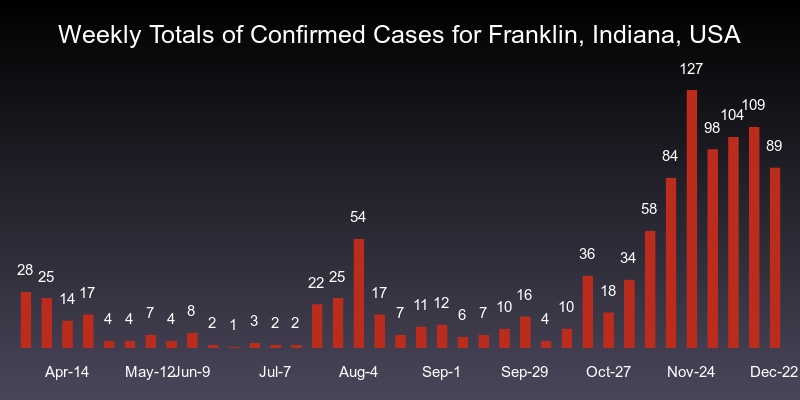 Weekly Totals of Confirmed Cases for Franklin, Indiana, USA
28 25 14 17 4 4 7 4 8 2 1 3 2 2 22 25 54 17 7 11 12 6 7 10 16 4 10 36 18 34 58 84 127 98 104 109 89
Apr-14 May-12 Jun-9 Jul-7 Aug-4 Sep-1 Sep-29 Oct-27 Nov-24 Dec-22